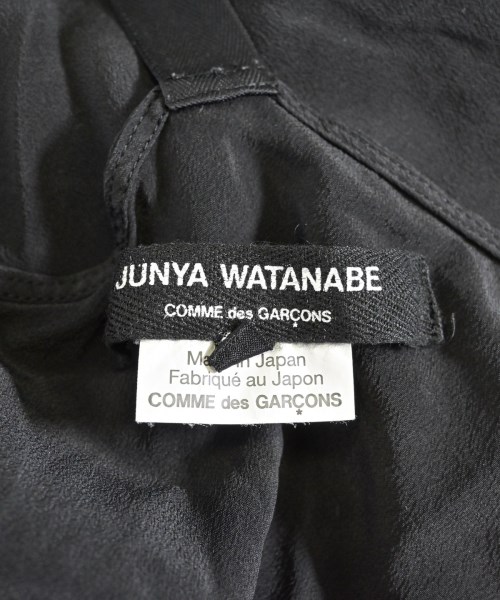 JUNYA WATANABE
COMME des GARÇONS
in Japan
Fabriqué au Japon
COMME des GARÇONS